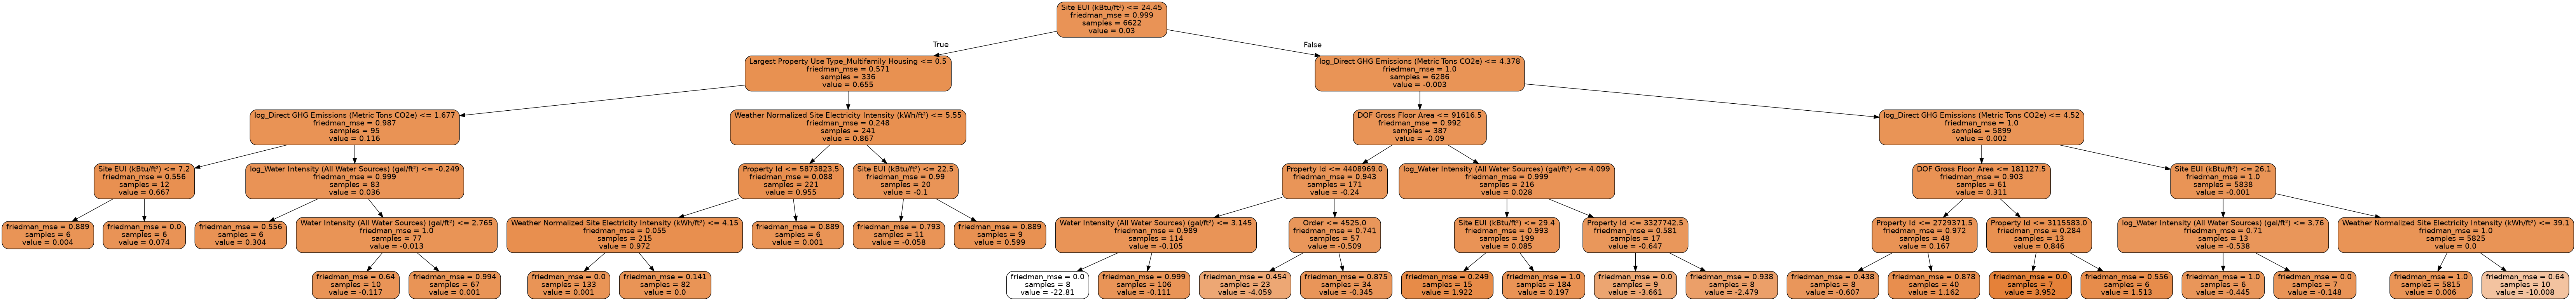 Site EUI (kBtu/ft²) <= 24.45
friedman_mse = 0.999
samples = 6622
value = 0.03
True
False
Largest Property Use Type_Multifamily Housing <= 0.5
friedman_mse = 0.571
samples = 336
value = 0.655
log_Direct GHG Emissions (Metric Tons CO2e) <= 4.378
friedman_mse = 1.0
samples = 6286
value = -0.003
log_Direct GHG Emissions (Metric Tons CO2e) <= 1.677
friedman_mse = 0.987
samples = 95
value = 0.116
Weather Normalized Site Electricity Intensity (kWh/ft²) <= 5.55
friedman_mse = 0.248
samples = 241
value = 0.867
DOF Gross Floor Area <= 91616.5
friedman_mse = 0.992
samples = 387
value = -0.09
log_Direct GHG Emissions (Metric Tons CO2e) <= 4.52
friedman_mse = 1.0
samples = 5899
value = 0.002
Site EUI (kBtu/ft²) <= 7.2
friedman_mse = 0.556
samples = 12
value = 0.667
log_Water Intensity (All Water Sources) (gal/ft²) <= -0.249
friedman_mse = 0.999
samples = 83
value = 0.036
Property Id <= 5873823.5
friedman_mse = 0.088
samples = 221
value = 0.955
Site EUI (kBtu/ft²) <= 22.5
friedman_mse = 0.99
samples = 20
value = -0.1
Property Id <= 4408969.0
friedman_mse = 0.943
samples = 171
value = -0.24
log_Water Intensity (All Water Sources) (gal/ft²) <= 4.099
friedman_mse = 0.999
samples = 216
value = 0.028
DOF Gross Floor Area <= 181127.5
friedman_mse = 0.903
samples = 61
value = 0.311
Site EUI (kBtu/ft²) <= 26.1
friedman_mse = 1.0
samples = 5838
value = -0.001
friedman_mse = 0.889
samples = 6
value = 0.004
friedman_mse = 0.0
samples = 6
value = 0.074
friedman_mse = 0.556
samples = 6
value = 0.304
Water Intensity (All Water Sources) (gal/ft²) <= 2.765
friedman_mse = 1.0
samples = 77
value = -0.013
Weather Normalized Site Electricity Intensity (kWh/ft²) <= 4.15
friedman_mse = 0.055
samples = 215
value = 0.972
friedman_mse = 0.889
samples = 6
value = 0.001
friedman_mse = 0.793
samples = 11
value = -0.058
friedman_mse = 0.889
samples = 9
value = 0.599
Water Intensity (All Water Sources) (gal/ft²) <= 3.145
friedman_mse = 0.989
samples = 114
value = -0.105
Order <= 4525.0
friedman_mse = 0.741
samples = 57
value = -0.509
Site EUI (kBtu/ft²) <= 29.4
friedman_mse = 0.993
samples = 199
value = 0.085
Property Id <= 3327742.5
friedman_mse = 0.581
samples = 17
value = -0.647
Property Id <= 2729371.5
friedman_mse = 0.972
samples = 48
value = 0.167
Property Id <= 3115583.0
friedman_mse = 0.284
samples = 13
value = 0.846
log_Water Intensity (All Water Sources) (gal/ft²) <= 3.76
friedman_mse = 0.71
samples = 13
value = -0.538
Weather Normalized Site Electricity Intensity (kWh/ft²) <= 39.1
friedman_mse = 1.0
samples = 5825
value = 0.0
friedman_mse = 0.64
samples = 10
value = -0.117
friedman_mse = 0.994
samples = 67
value = 0.001
friedman_mse = 0.0
samples = 133
value = 0.001
friedman_mse = 0.141
samples = 82
value = 0.0
friedman_mse = 0.0
samples = 8
value = -22.81
friedman_mse = 0.999
samples = 106
value = -0.111
friedman_mse = 0.454
samples = 23
value = -4.059
friedman_mse = 0.875
samples = 34
value = -0.345
friedman_mse = 0.249
samples = 15
value = 1.922
friedman_mse = 1.0
samples = 184
value = 0.197
friedman_mse = 0.0
samples = 9
value = -3.661
friedman_mse = 0.938
samples = 8
value = -2.479
friedman_mse = 0.438
samples = 8
value = -0.607
friedman_mse = 0.878
samples = 40
value = 1.162
friedman_mse = 0.0
samples = 7
value = 3.952
friedman_mse = 0.556
samples = 6
value = 1.513
friedman_mse = 1.0
samples = 6
value = -0.445
friedman_mse = 0.0
samples = 7
value = -0.148
friedman_mse = 1.0
samples = 5815
value = 0.006
friedman_mse = 0.64
samples = 10
value = -10.008